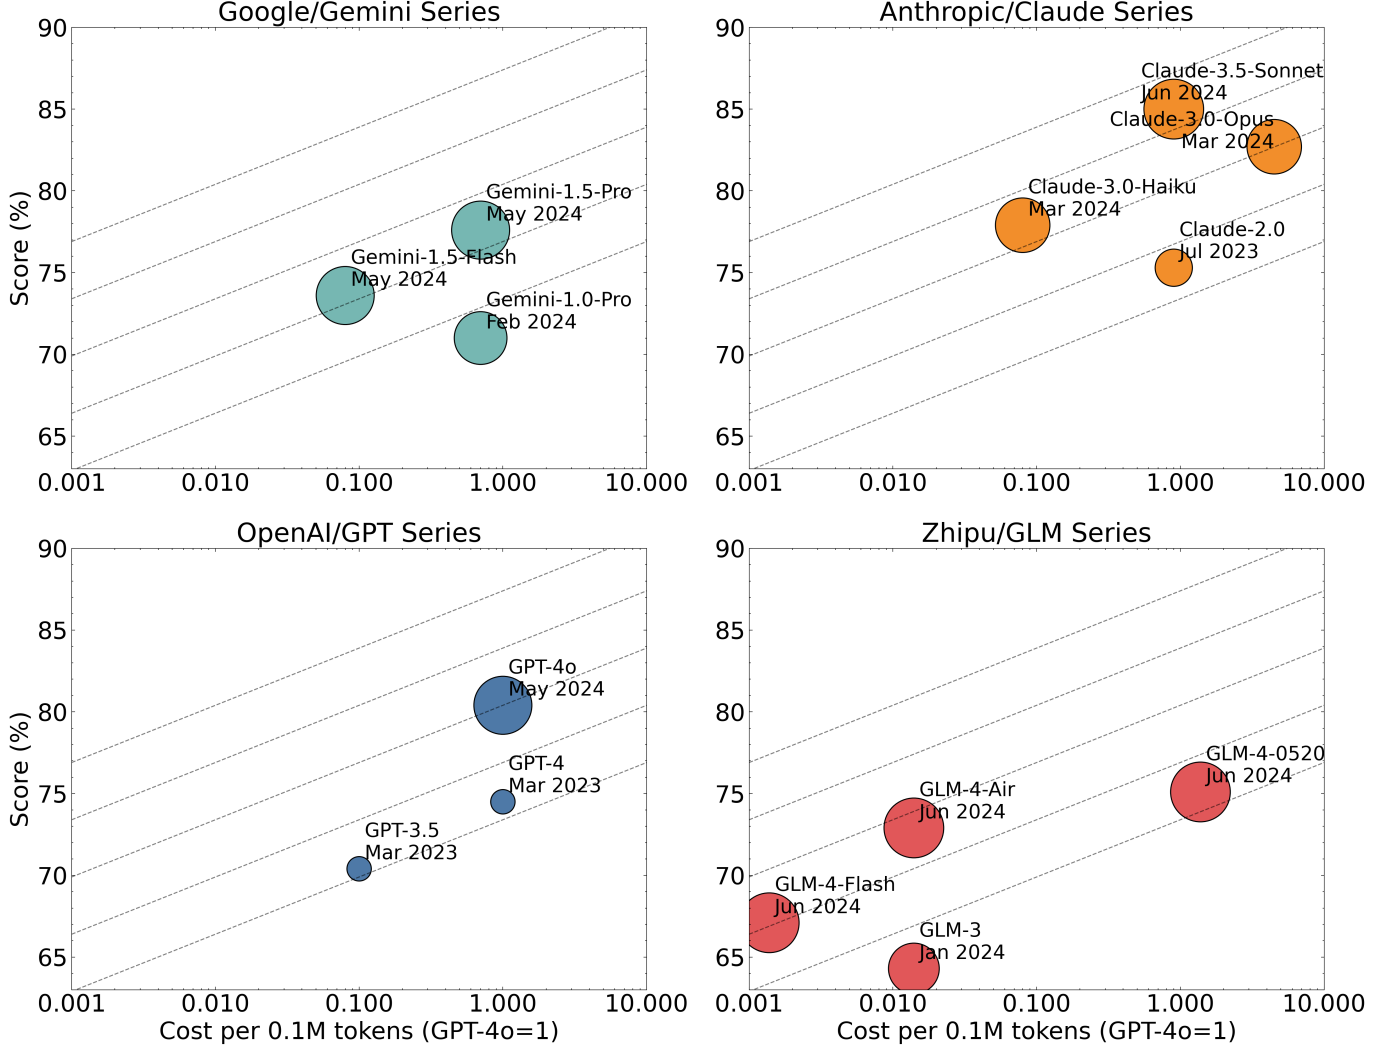 Google/Gemini Series
90
85
80
75
70
65
Score (%)
Gemini-1.5-Pro
May 2024
Gemini-1.5-Flash
May 2024
Gemini-1.0-Pro
Feb 2024
0.001
0.010
0.100
1.000
10.000
Anthropic/Claude Series
90
85
80
75
70
65
Claude-3.5-Sonnet
Jun 2024
Claude-3.0-Opus
Mar 2024
Claude-3.0-Haiku
Mar 2024
Claude-2.0
Jul 2023
0.001
0.010
0.100
1.000
10.000
OpenAI/GPT Series
90
85
80
75
70
65
Score (%)
GPT-4o
May 2024
GPT-4
Mar 2023
GPT-3.5
Mar 2023
0.001
0.010
0.100
1.000
10.000
Cost per 0.1M tokens (GPT-4o=1)
Zhipu/GLM Series
90
85
80
75
70
65
GLM-4-0520
Jun 2024
GLM-4-Air
Jun 2024
GLM-4-Flash
Jun 2024
GLM-3
Jan 2024
0.001
0.010
0.100
1.000
10.000
Cost per 0.1M tokens (GPT-4o=1)